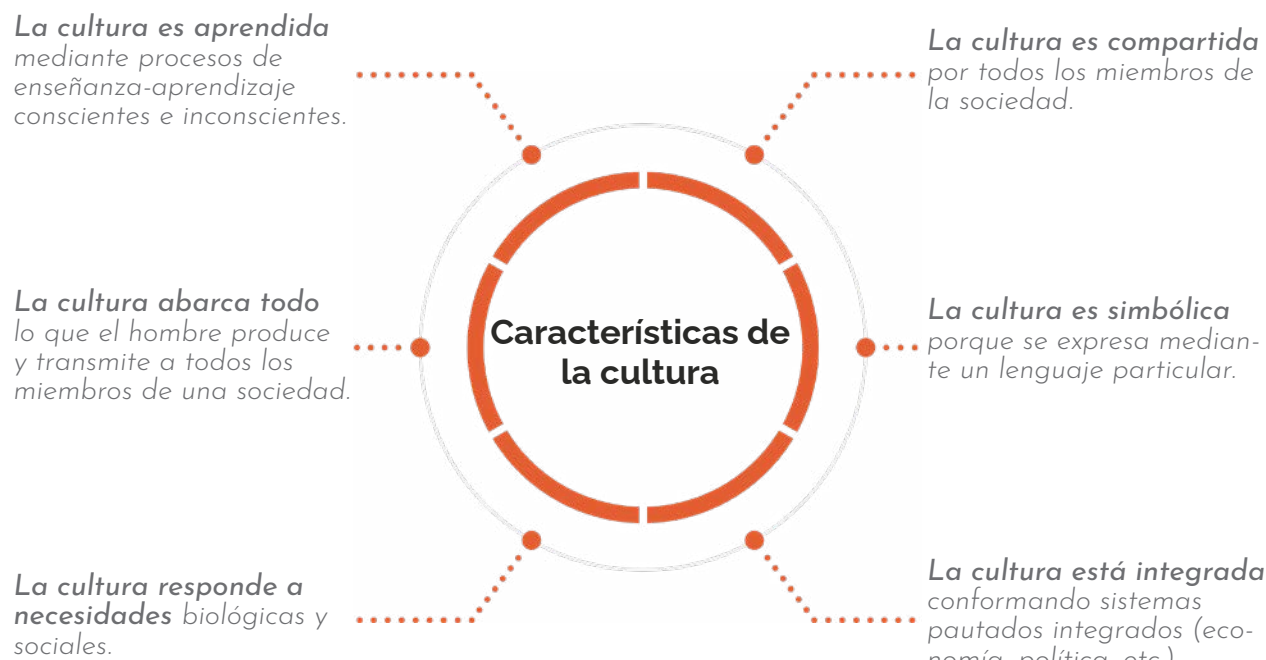 La cultura es aprendida
mediante procesos de
enseñanza-aprendizaje
conscientes e inconscientes.
La cultura es compartida
por todos los miembros de
la sociedad.
La cultura abarca todo
lo que el hombre produce
y transmite a todos los
miembros de una sociedad.
Características de
la cultura
La cultura es simbólica
porque se expresa median-
te un lenguaje particular.
La cultura responde a
necesidades biológicas y
sociales.
La cultura está integrada
conformando sistemas
pautados integrados (eco-
nomía, política, etc.)